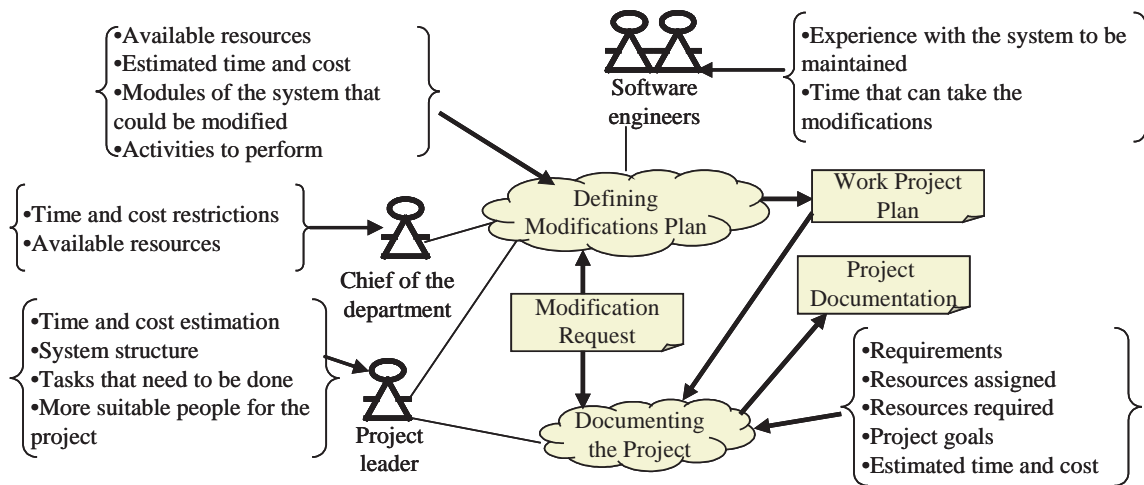 •Available resources
•Estimated time and cost
•Modules of the system that
could be modified
•Activities to perform
Software
engineers
•Experience with the system to be
maintained
•Time that can take the
modifications
•Time and cost restrictions
•Available resources
Chief of the
department
Defining
Modifications Plan
Work Project
Plan
Project
Documentation
Modification
Request
•Time and cost estimation
•System structure
•Tasks that need to be done
•More suitable people for the
project
Project
leader
Documenting
the Project
•Requirements
•Resources assigned
•Resources required
•Project goals
•Estimated time and cost